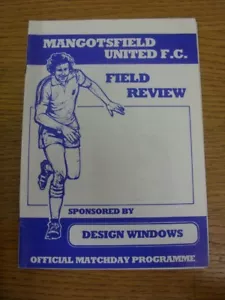 MANGOTSFIELD
UNITED F.C.
FIELD
REVIEW
SPONSORED BY
DESIGN WINDOWS
OFFICIAL MATCHDAY PROGRAMME